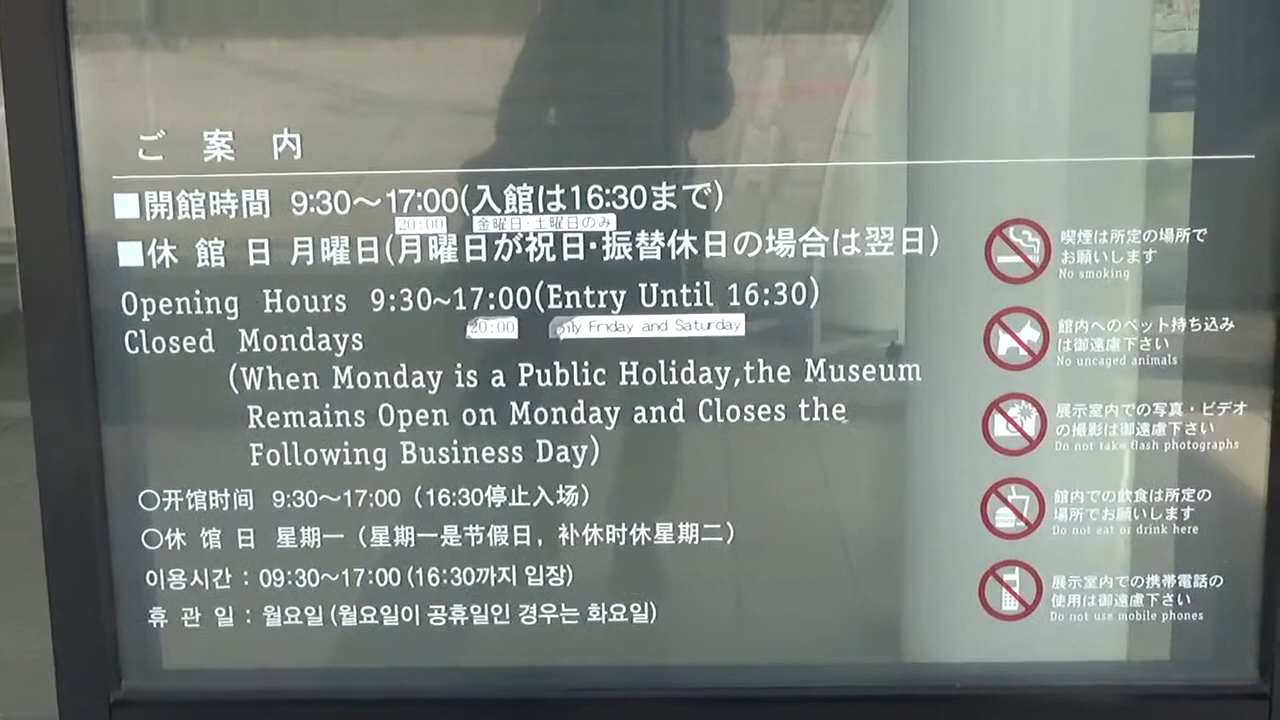 ご案内
■開館時間 9:30～17:00(入館は16:30まで)
20:00 金曜日・土曜日のみ
■休館日 月曜日(月曜日が祝日・振替休日の場合は翌日)
Opening Hours 9:30~17:00(Entry Until 16:30)
20:00 only Friday and Saturday
Closed Mondays
(When Monday is a Public Holiday,the Museum
Remains Open on Monday and Closes the
Following Business Day)
○开馆时间 9:30～17:00（16:30停止入场）
○休馆日 星期一（星期一是节假日，补休时休星期二）
이용시간 : 09:30～17:00 (16:30까지 입장)
휴관일 : 월요일 (월요일이 공휴일인 경우는 화요일)
喫煙は所定の場所で
お願いします
No smoking
館内へのペット持ち込み
は御遠慮下さい
No uncaged animals
展示室内での写真・ビデオ
の撮影は御遠慮下さい
Do not take flash photographs
館内での飲食は所定の
場所でお願いします
Do not eat or drink here
展示室内での携帯電話の
使用は御遠慮下さい
Do not use mobile phones